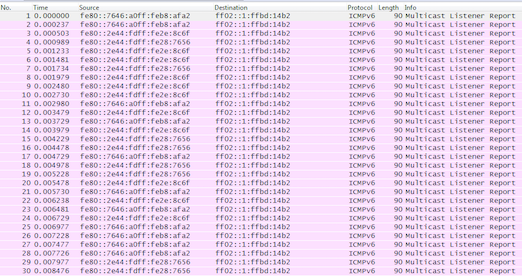 No. Time Source Destination Protocol Length Info
1 0.000000 fe80::7646:a0ff:feb8:afa2 ff02::1:ffbd:14b2 ICMPv6 90 Multicast Listener Report
2 0.000237 fe80::7646:a0ff:feb8:afa2 ff02::1:ffbd:14b2 ICMPv6 90 Multicast Listener Report
3 0.000503 fe80::2e44:fdff:fe2e:8c6f ff02::1:ffbd:14b2 ICMPv6 90 Multicast Listener Report
4 0.000989 fe80::2e44:fdff:fe28:7656 ff02::1:ffbd:14b2 ICMPv6 90 Multicast Listener Report
5 0.001233 fe80::2e44:fdff:fe2e:8c6f ff02::1:ffbd:14b2 ICMPv6 90 Multicast Listener Report
6 0.001481 fe80::2e44:fdff:fe2e:8c6f ff02::1:ffbd:14b2 ICMPv6 90 Multicast Listener Report
7 0.001734 fe80::2e44:fdff:fe28:7656 ff02::1:ffbd:14b2 ICMPv6 90 Multicast Listener Report
8 0.001979 fe80::2e44:fdff:fe2e:8c6f ff02::1:ffbd:14b2 ICMPv6 90 Multicast Listener Report
9 0.002480 fe80::2e44:fdff:fe2e:8c6f ff02::1:ffbd:14b2 ICMPv6 90 Multicast Listener Report
10 0.002730 fe80::2e44:fdff:fe2e:8c6f ff02::1:ffbd:14b2 ICMPv6 90 Multicast Listener Report
11 0.002980 fe80::7646:a0ff:feb8:afa2 ff02::1:ffbd:14b2 ICMPv6 90 Multicast Listener Report
12 0.003479 fe80::2e44:fdff:fe2e:8c6f ff02::1:ffbd:14b2 ICMPv6 90 Multicast Listener Report
13 0.003729 fe80::7646:a0ff:feb8:afa2 ff02::1:ffbd:14b2 ICMPv6 90 Multicast Listener Report
14 0.003979 fe80::2e44:fdff:fe2e:8c6f ff02::1:ffbd:14b2 ICMPv6 90 Multicast Listener Report
15 0.004229 fe80::2e44:fdff:fe28:7656 ff02::1:ffbd:14b2 ICMPv6 90 Multicast Listener Report
16 0.004478 fe80::2e44:fdff:fe28:7656 ff02::1:ffbd:14b2 ICMPv6 90 Multicast Listener Report
17 0.004729 fe80::7646:a0ff:feb8:afa2 ff02::1:ffbd:14b2 ICMPv6 90 Multicast Listener Report
18 0.004978 fe80::2e44:fdff:fe28:7656 ff02::1:ffbd:14b2 ICMPv6 90 Multicast Listener Report
19 0.005228 fe80::2e44:fdff:fe28:7656 ff02::1:ffbd:14b2 ICMPv6 90 Multicast Listener Report
20 0.005478 fe80::2e44:fdff:fe2e:8c6f ff02::1:ffbd:14b2 ICMPv6 90 Multicast Listener Report
21 0.005730 fe80::7646:a0ff:feb8:afa2 ff02::1:ffbd:14b2 ICMPv6 90 Multicast Listener Report
22 0.006238 fe80::2e44:fdff:fe2e:8c6f ff02::1:ffbd:14b2 ICMPv6 90 Multicast Listener Report
23 0.006481 fe80::7646:a0ff:feb8:afa2 ff02::1:ffbd:14b2 ICMPv6 90 Multicast Listener Report
24 0.006729 fe80::2e44:fdff:fe2e:8c6f ff02::1:ffbd:14b2 ICMPv6 90 Multicast Listener Report
25 0.006977 fe80::7646:a0ff:feb8:afa2 ff02::1:ffbd:14b2 ICMPv6 90 Multicast Listener Report
26 0.007228 fe80::7646:a0ff:feb8:afa2 ff02::1:ffbd:14b2 ICMPv6 90 Multicast Listener Report
27 0.007477 fe80::7646:a0ff:feb8:afa2 ff02::1:ffbd:14b2 ICMPv6 90 Multicast Listener Report
28 0.007726 fe80::7646:a0ff:feb8:afa2 ff02::1:ffbd:14b2 ICMPv6 90 Multicast Listener Report
29 0.007977 fe80::2e44:fdff:fe28:7656 ff02::1:ffbd:14b2 ICMPv6 90 Multicast Listener Report
30 0.008476 fe80::2e44:fdff:fe28:7656 ff02::1:ffbd:14b2 ICMPv6 90 Multicast Listener Report